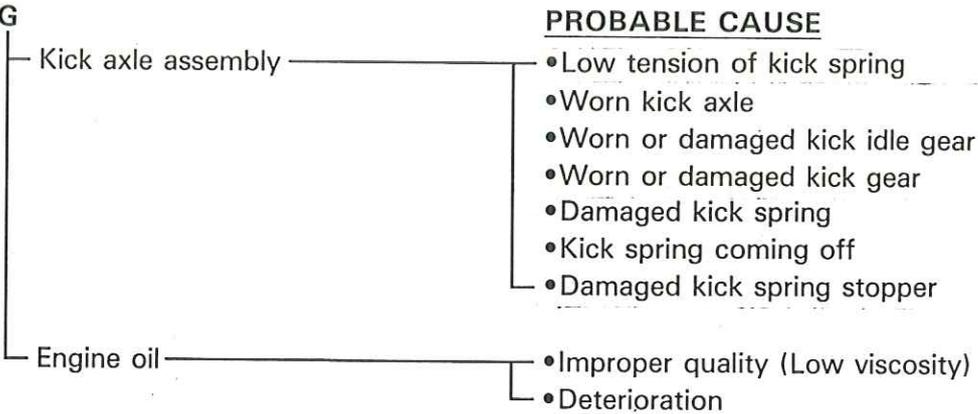 G
PROBABLE CAUSE
Kick axle assembly
•Low tension of kick spring
•Worn kick axle
•Worn or damaged kick idle gear
•Worn or damaged kick gear
•Damaged kick spring
•Kick spring coming off
•Damaged kick spring stopper
Engine oil
•Improper quality (Low viscosity)
•Deterioration